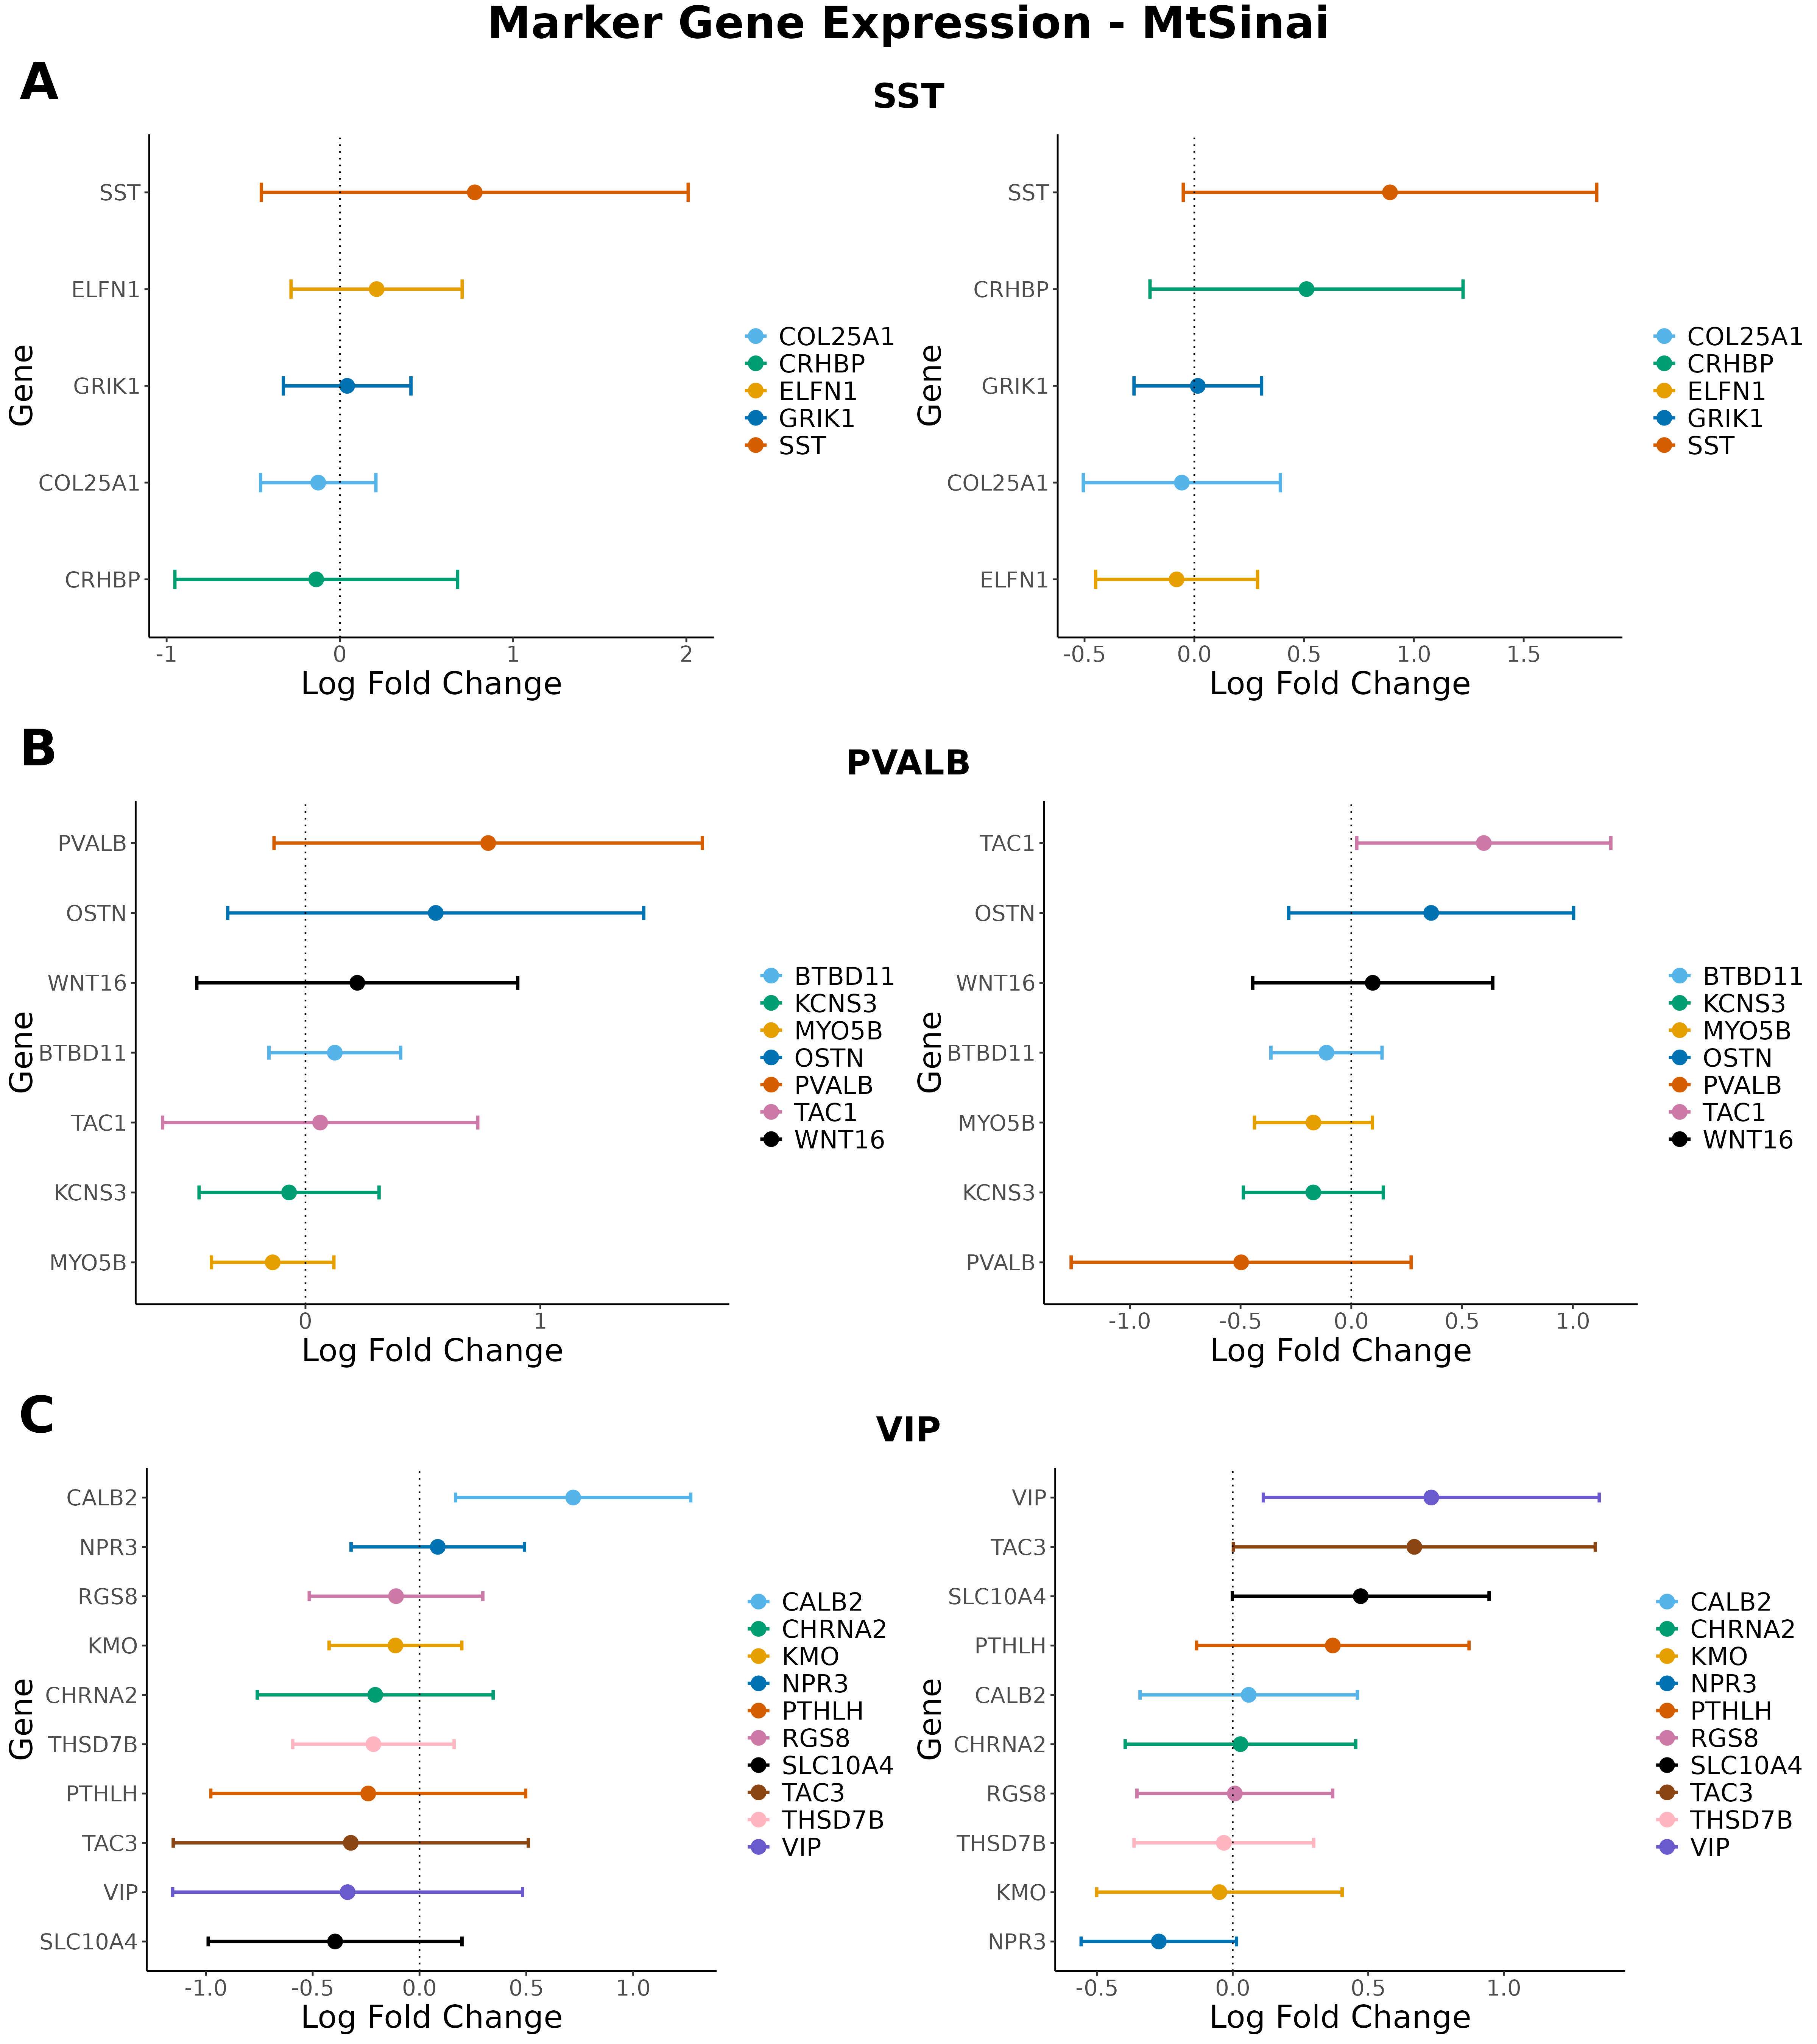 Marker Gene Expression - MtSinai
A
SST
Gene
SST
ELFN1
GRIK1
COL25A1
CRHBP
-1 0 1 2
Log Fold Change
COL25A1
CRHBP
ELFN1
GRIK1
SST
Gene
SST
CRHBP
GRIK1
COL25A1
ELFN1
-0.5 0.0 0.5 1.0 1.5
Log Fold Change
COL25A1
CRHBP
ELFN1
GRIK1
SST
B
PVALB
Gene
PVALB
OSTN
WNT16
BTBD11
TAC1
KCNS3
MYO5B
0 1
Log Fold Change
BTBD11
KCNS3
MYO5B
OSTN
PVALB
TAC1
WNT16
Gene
TAC1
OSTN
WNT16
BTBD11
MYO5B
KCNS3
PVALB
-1.0 -0.5 0.0 0.5 1.0
Log Fold Change
BTBD11
KCNS3
MYO5B
OSTN
PVALB
TAC1
WNT16
C
VIP
Gene
CALB2
NPR3
RGS8
KMO
CHRNA2
THSD7B
PTHLH
TAC3
VIP
SLC10A4
-1.0 -0.5 0.0 0.5 1.0
Log Fold Change
CALB2
CHRNA2
KMO
NPR3
PTHLH
RGS8
SLC10A4
TAC3
THSD7B
VIP
Gene
VIP
TAC3
SLC10A4
PTHLH
CALB2
CHRNA2
RGS8
THSD7B
KMO
NPR3
-0.5 0.0 0.5 1.0
Log Fold Change
CALB2
CHRNA2
KMO
NPR3
PTHLH
RGS8
SLC10A4
TAC3
THSD7B
VIP